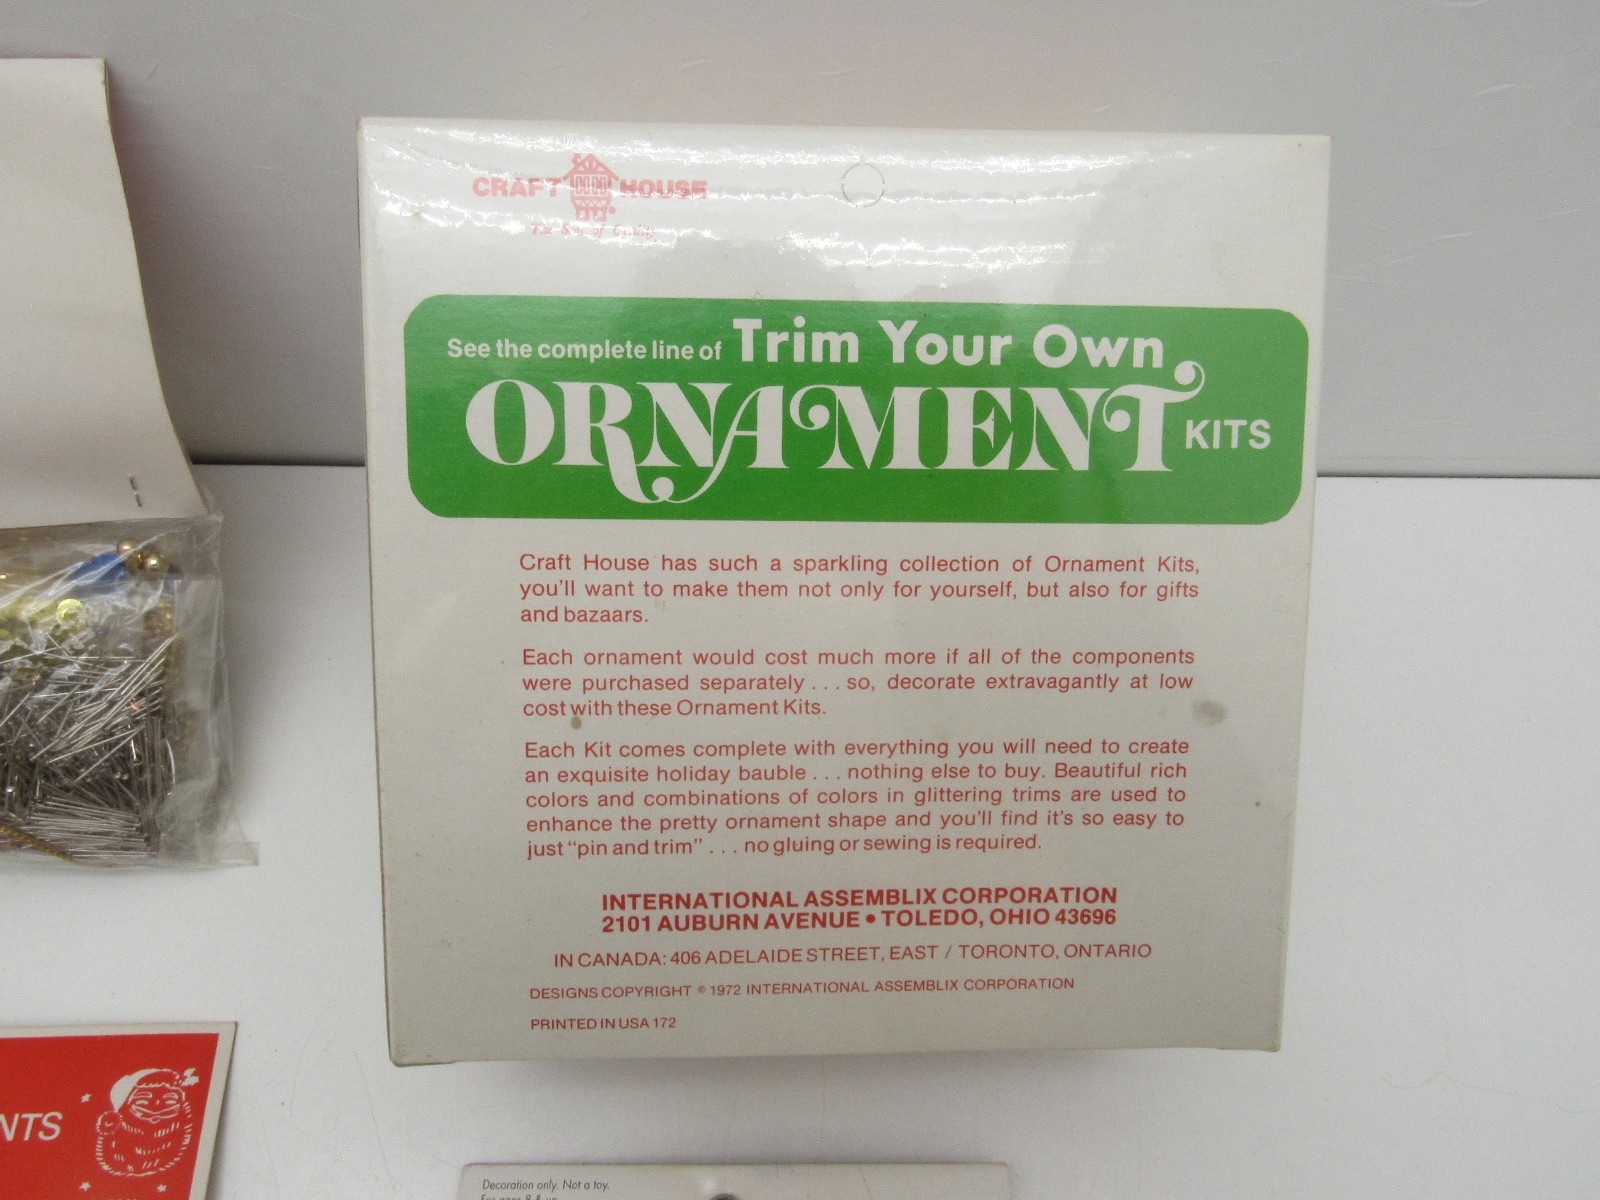 CRAFT HOUSE
See the complete line of Trim Your Own
ORNAMENT KITS
Craft House has such a sparkling collection of Ornament Kits,
you'll want to make them not only for yourself, but also for gifts
and bazaars.
Each ornament would cost much more if all of the components
were purchased separately . . . so, decorate extravagantly at low
cost with these Ornament Kits.
Each Kit comes complete with everything you will need to create
an exquisite holiday bauble . . . nothing else to buy. Beautiful rich
colors and combinations of colors in glittering trims are used to
enhance the pretty ornament shape and you'll find it's so easy to
just "pin and trim" . . . no gluing or sewing is required.
INTERNATIONAL ASSEMBLIX CORPORATION
2101 AUBURN AVENUE • TOLEDO, OHIO 43696
IN CANADA: 406 ADELAIDE STREET, EAST / TORONTO, ONTARIO
DESIGNS COPYRIGHT © 1972 INTERNATIONAL ASSEMBLIX CORPORATION
PRINTED IN USA 172
NTS
Decoration only. Not a toy.
For ages 8 & up